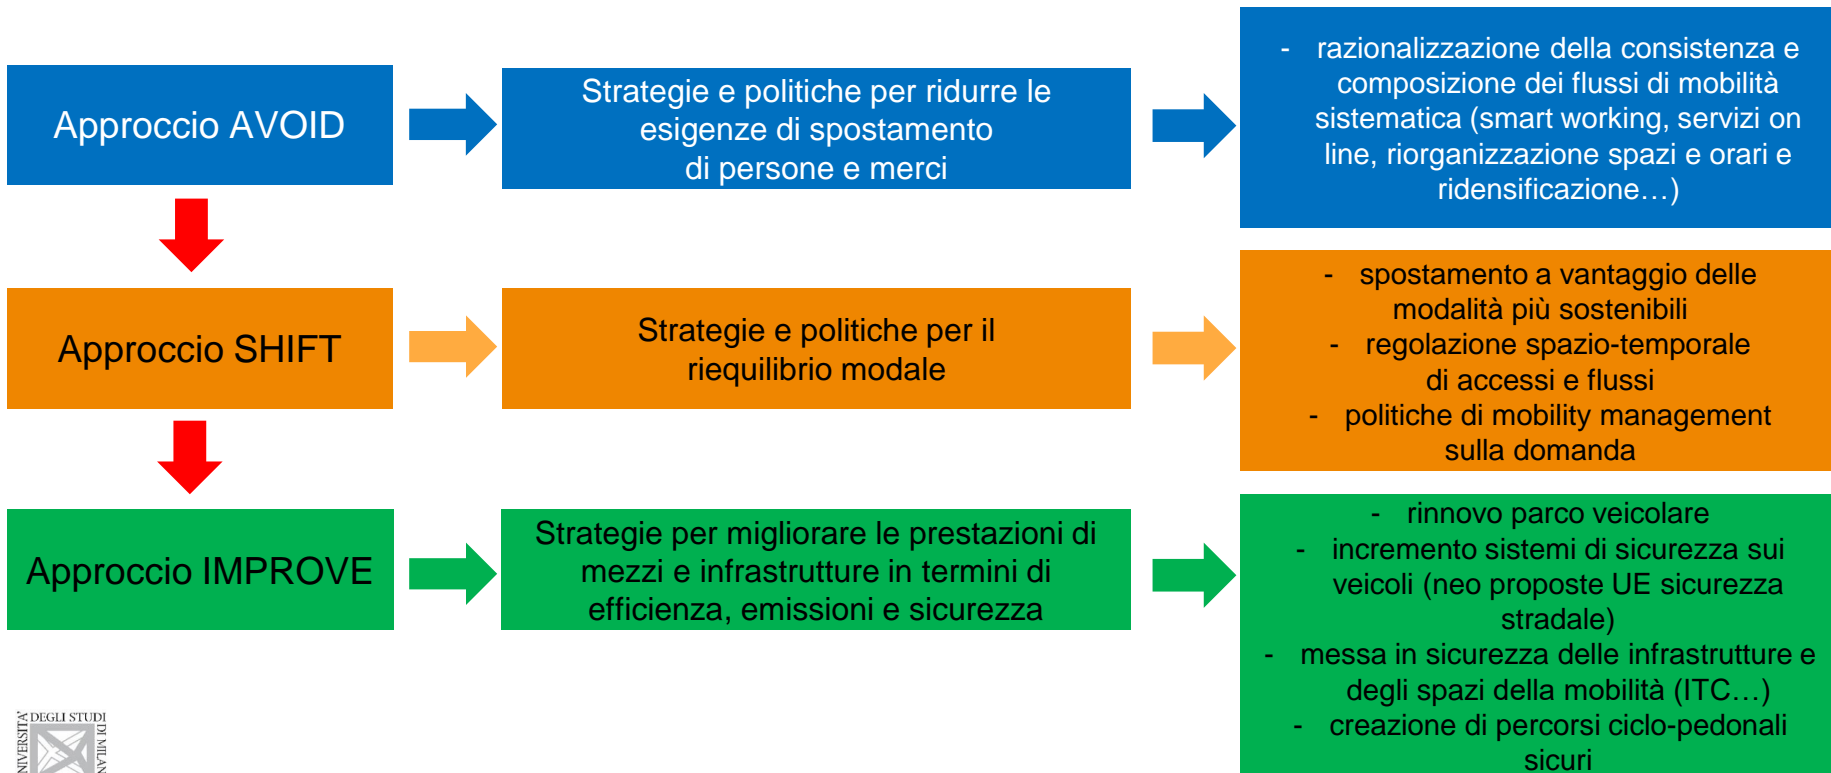 Approccio AVOID
Strategie e politiche per ridurre le
esigenze di spostamento
di persone e merci
- razionalizzazione della consistenza e
composizione dei flussi di mobilità
sistematica (smart working, servizi on
line, riorganizzazione spazi e orari e
ridensificazione…)
Approccio SHIFT
Strategie e politiche per il
riequilibrio modale
- spostamento a vantaggio delle
modalità più sostenibili
- regolazione spazio-temporale
di accessi e flussi
- politiche di mobility management
sulla domanda
Approccio IMPROVE
Strategie per migliorare le prestazioni di
mezzi e infrastrutture in termini di
efficienza, emissioni e sicurezza
- rinnovo parco veicolare
- incremento sistemi di sicurezza sui
veicoli (neo proposte UE sicurezza
stradale)
- messa in sicurezza delle infrastrutture e
degli spazi della mobilità (ITC…)
- creazione di percorsi ciclo-pedonali
sicuri
DEGLI STUDI